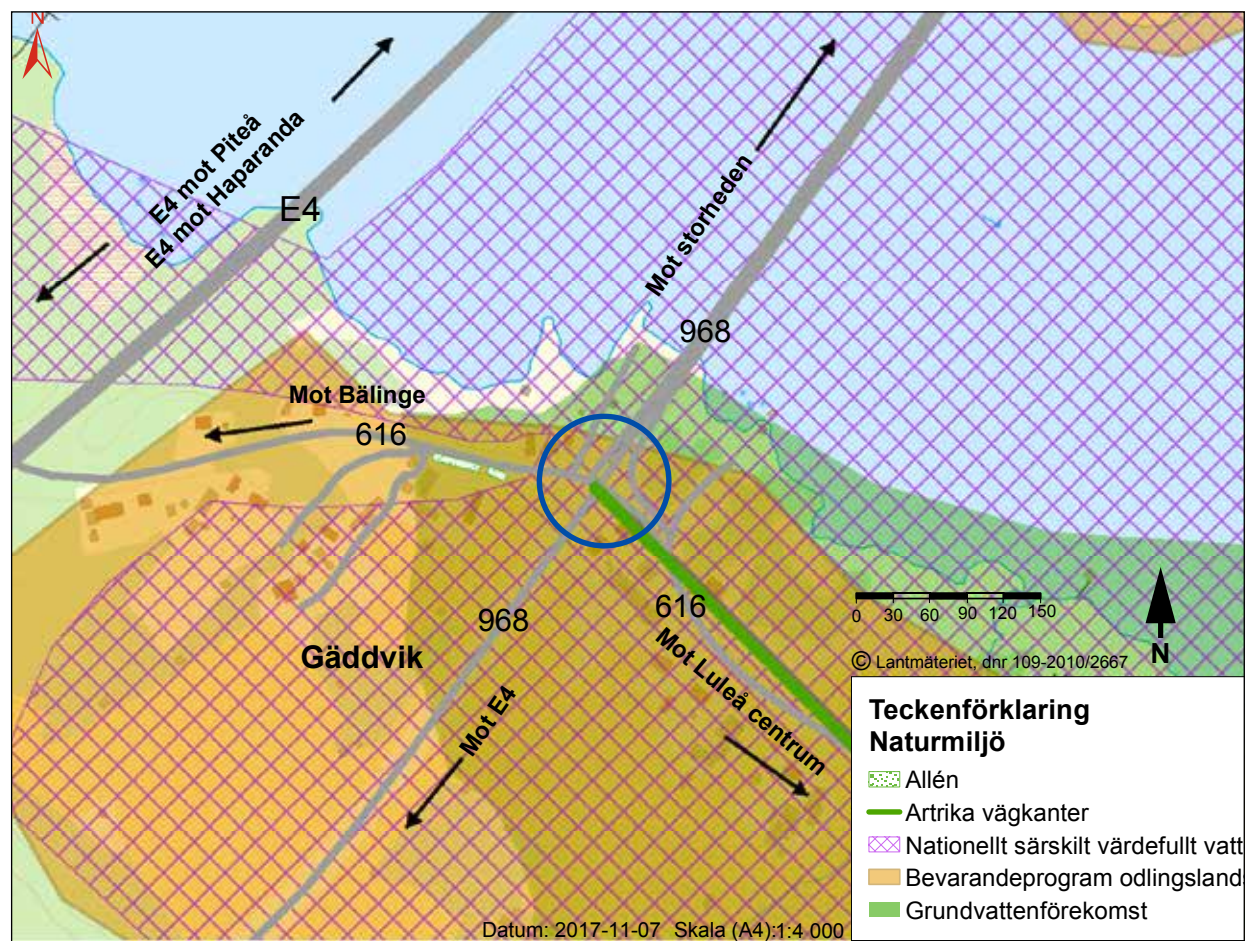 N
E4 mot Piteå
E4 mot Haparanda
E4
Mot storheden
968
Mot Bälinge
616
968
616
Gäddvik
Mot E4
Mot Luleå centrum
0 30 60 90 120 150
© Lantmäteriet, dnr 109-2010/2667
N
Teckenförklaring
Naturmiljö
Allén
Artrika vägkanter
Nationellt särskilt värdefullt vatt
Bevarandeprogram odlingslands
Grundvattenförekomst
Datum: 2017-11-07 Skala (A4):1:4 000